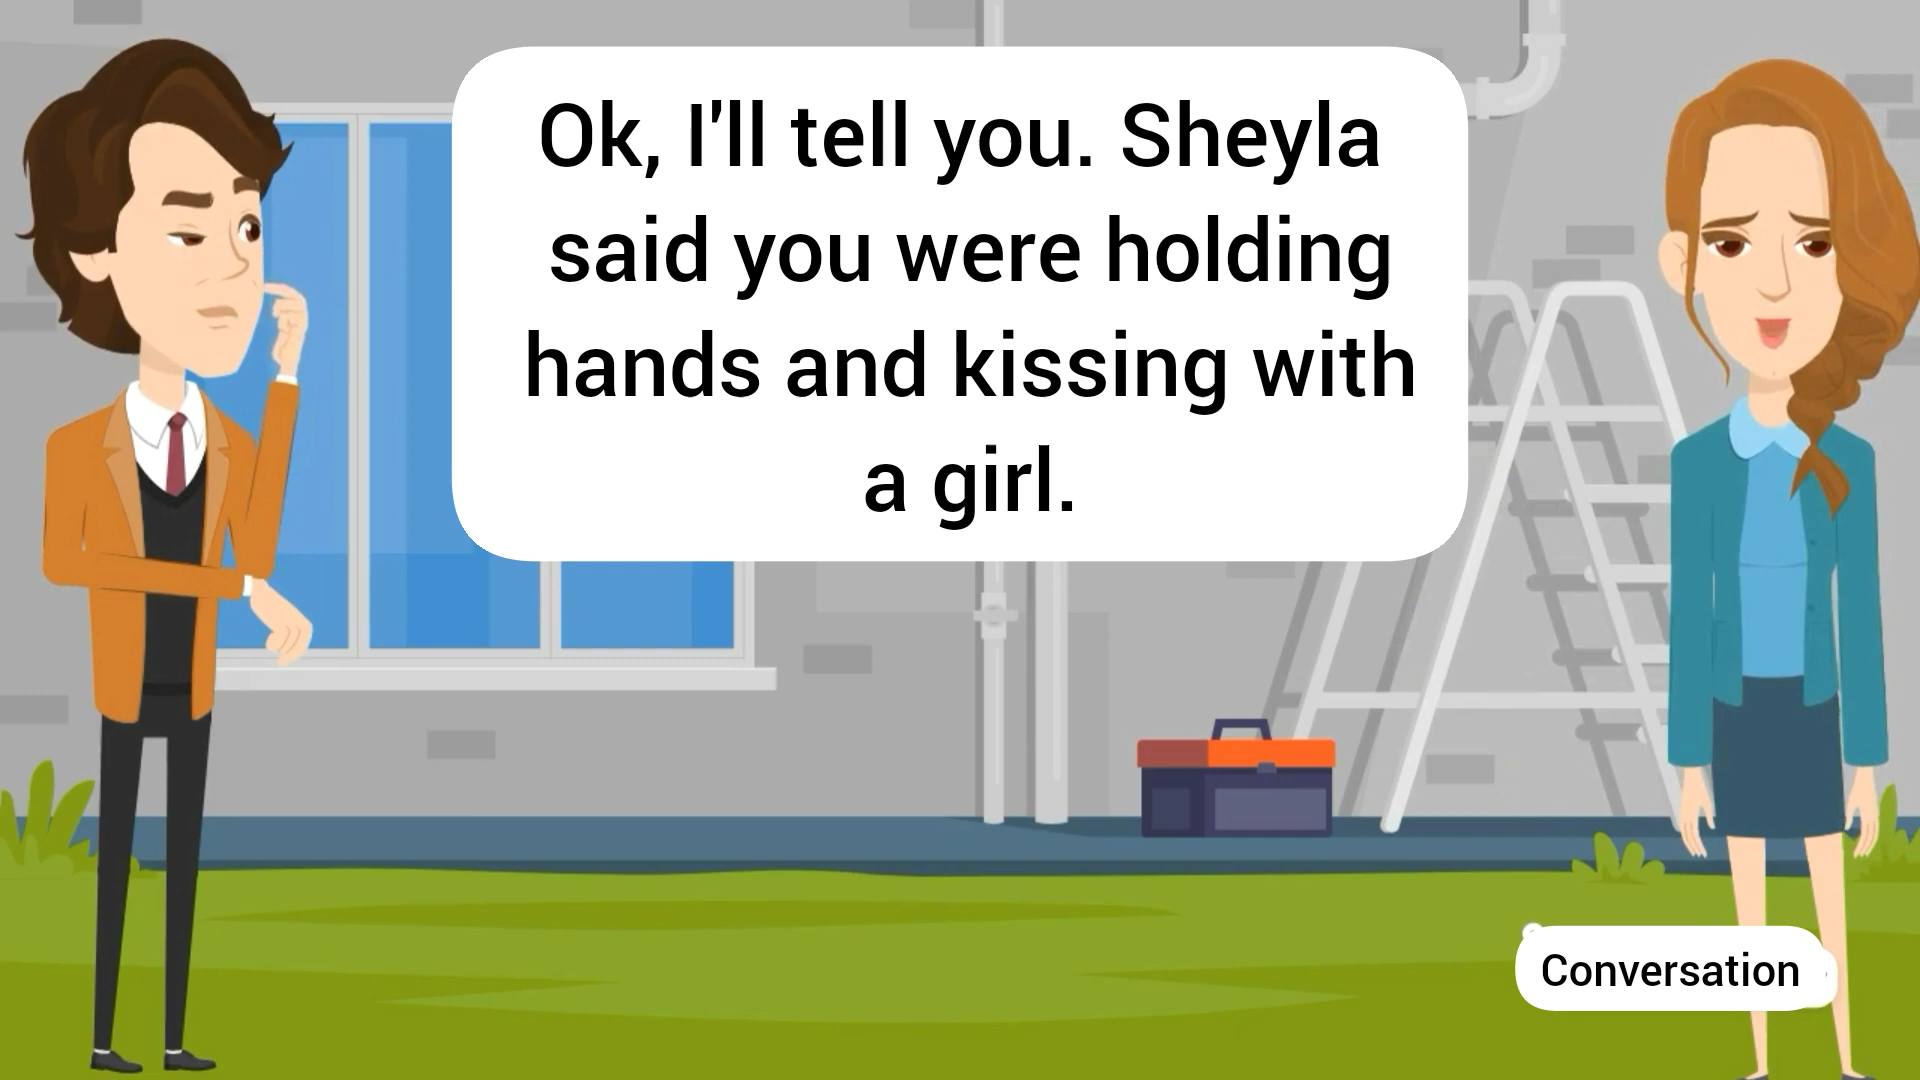 Ok, I'll tell you. Sheyla
said you were holding
hands and kissing with
a girl.
Conversation